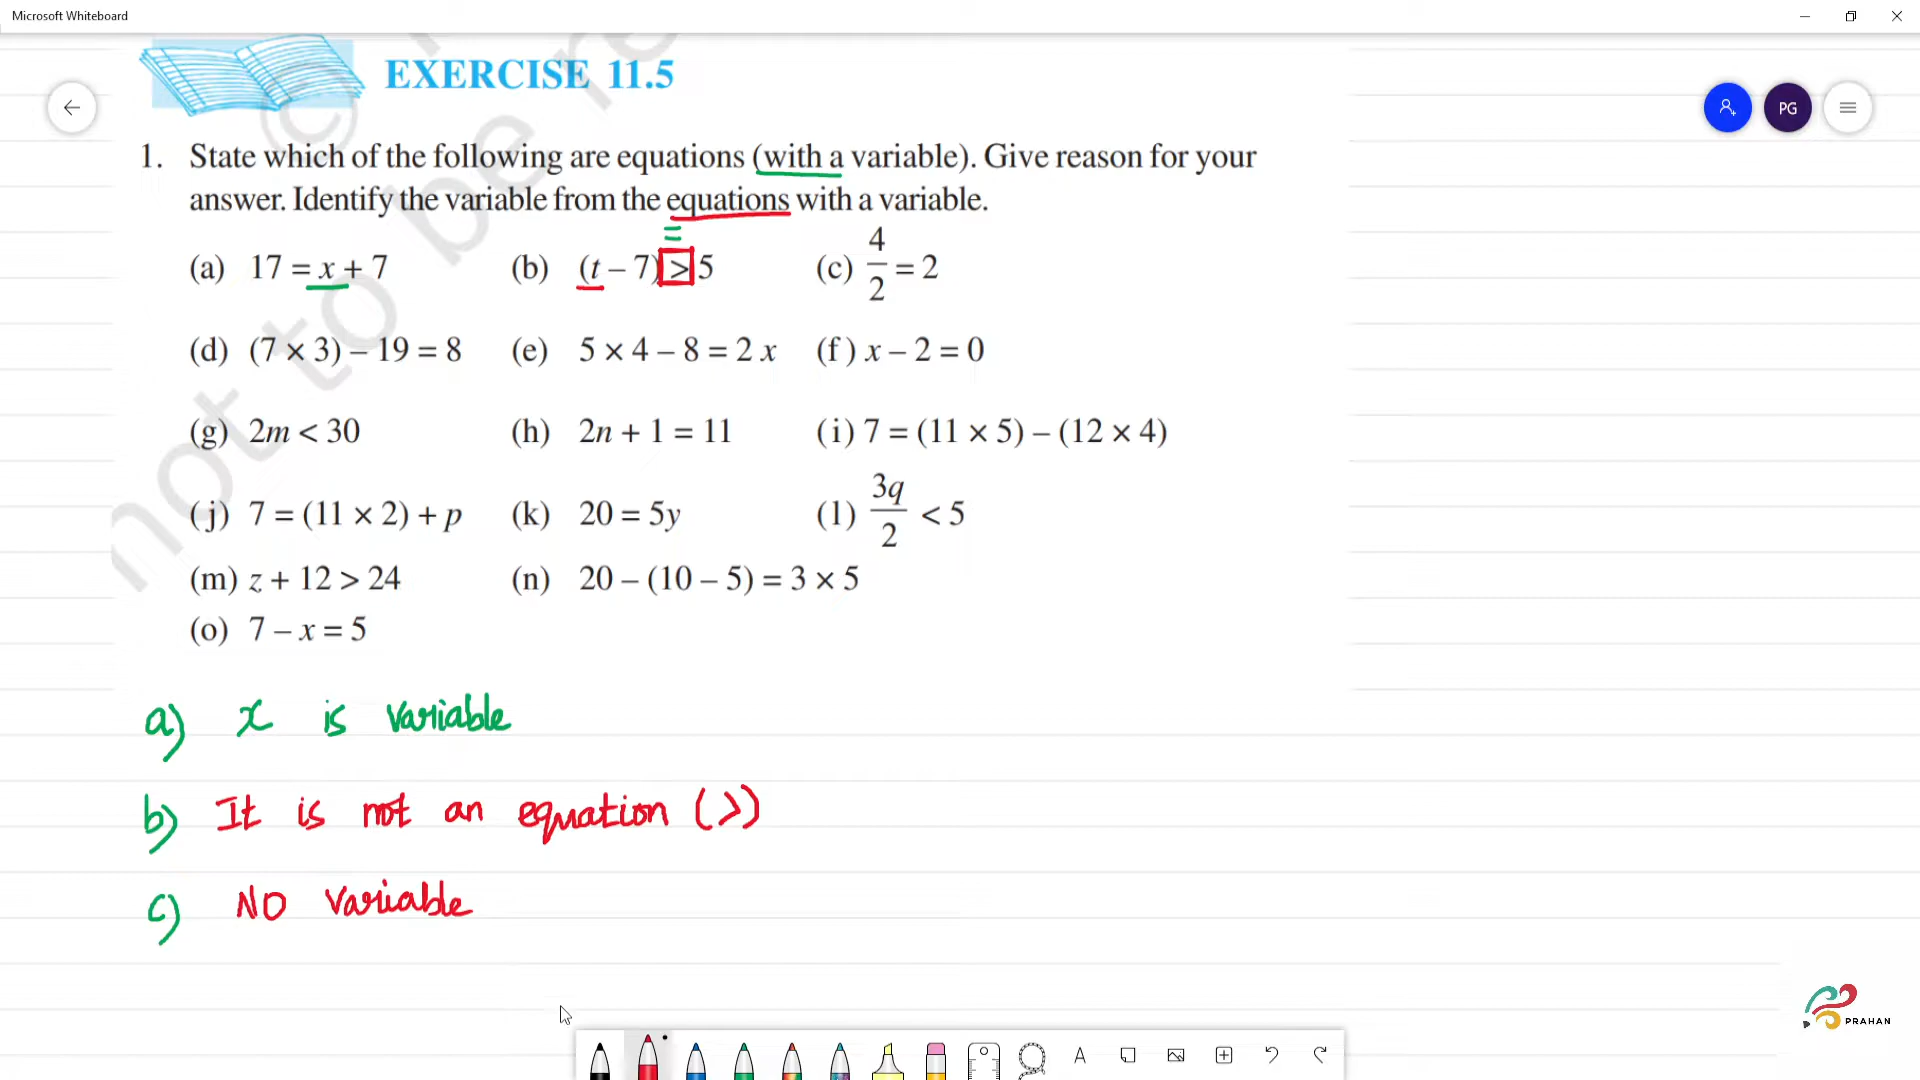 Microsoft Whiteboard
EXERCISE 11.5
PG
1. State which of the following are equations (with a variable). Give reason for your
answer. Identify the variable from the equations with a variable.
=
(a) 17 = x + 7 (b) (t – 7) > 5 (c) 4/2 = 2
(d) (7 × 3) – 19 = 8 (e) 5 × 4 – 8 = 2 x (f) x – 2 = 0
(g) 2m < 30 (h) 2n + 1 = 11 (i) 7 = (11 × 5) – (12 × 4)
(j) 7 = (11 × 2) + p (k) 20 = 5y (l) 3q/2 < 5
(m) z + 12 > 24 (n) 20 – (10 – 5) = 3 × 5
(o) 7 – x = 5
a) x is variable
b) It is not an equation (>)
c) NO variable
PRAHAN
not to be re
©